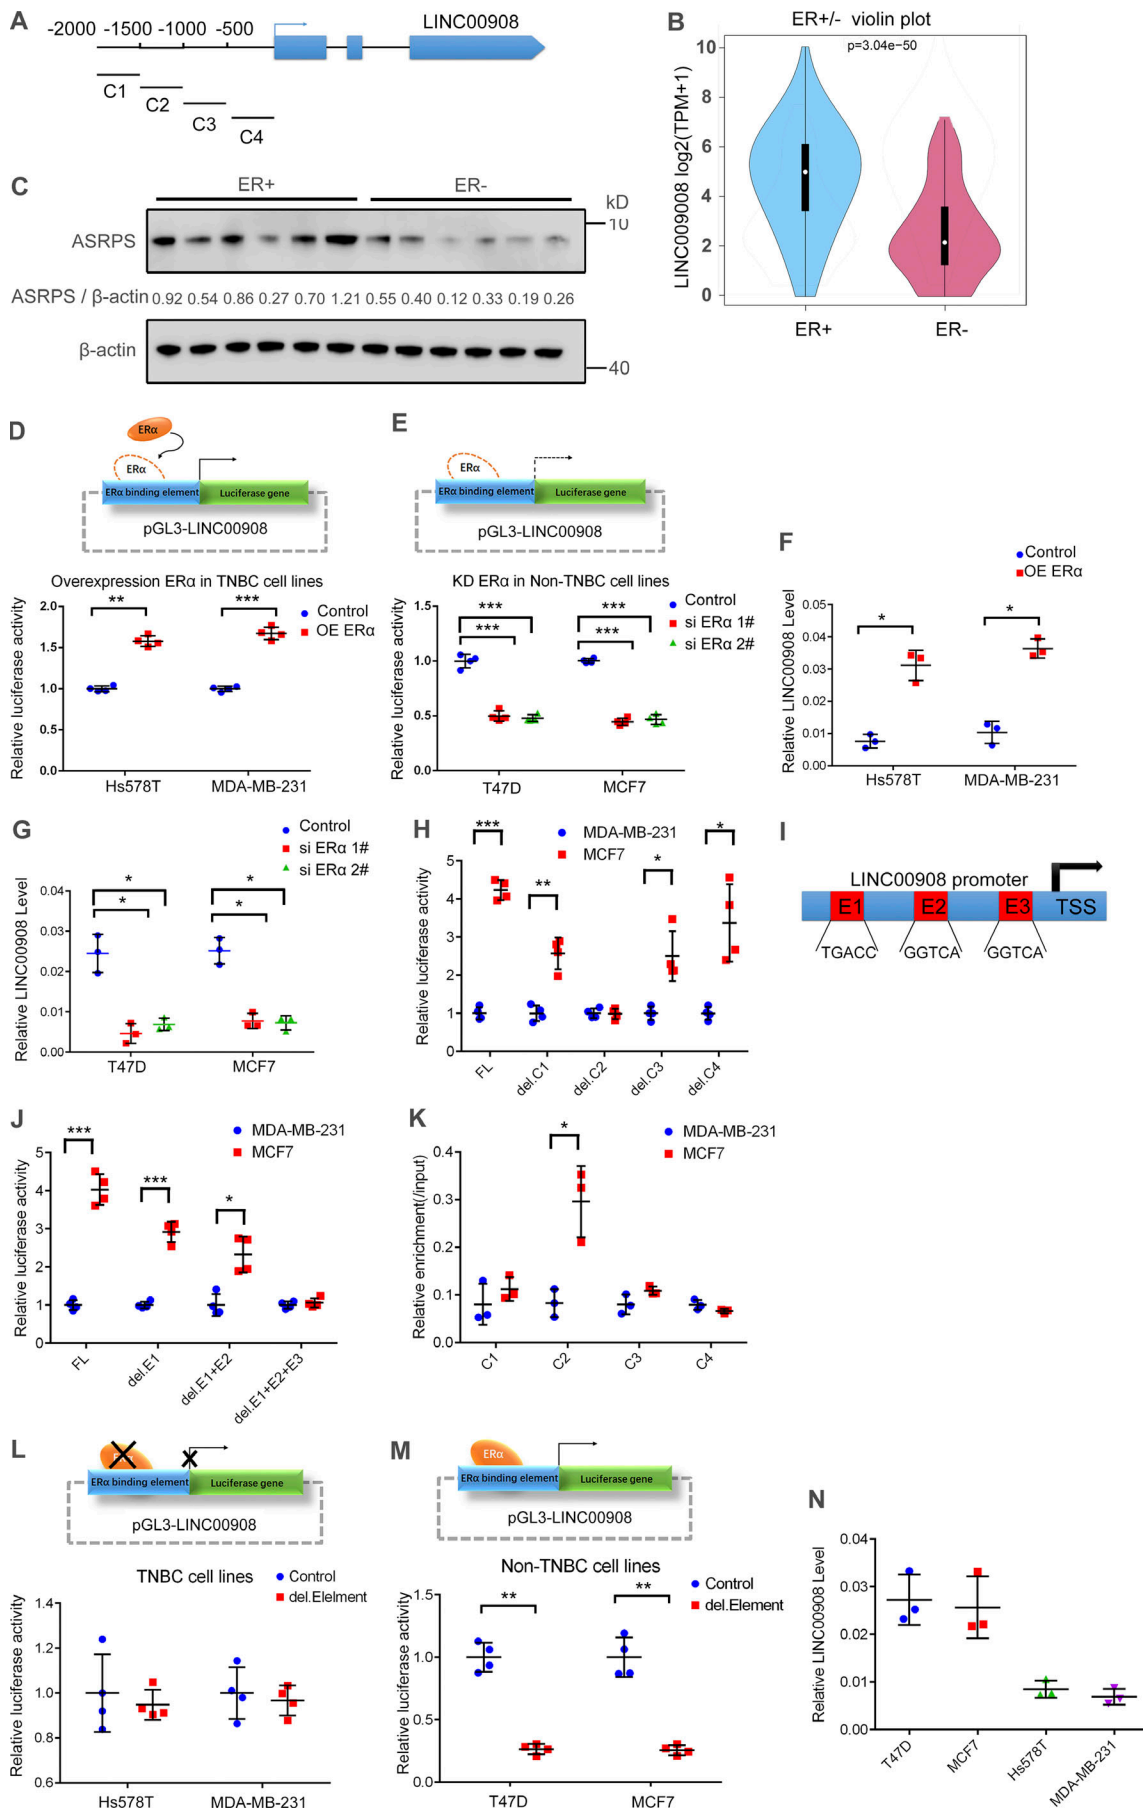 A
-2000 -1500 -1000 -500
LINC00908
C1
C2
C3
C4
B
ER+/- violin plot
p=3.04e−50
LINC009008 log2(TPM+1)
10
8
6
4
2
0
ER+ ER-
C
ER+ ER-
kD
10
ASRPS
ASRPS / β-actin 0.92 0.54 0.86 0.27 0.70 1.21 0.55 0.40 0.12 0.33 0.19 0.26
β-actin
40
D
ERα
ERα
ERα binding element Luciferase gene
pGL3-LINC00908
Overexpression ERα in TNBC cell lines
Relative luciferase activity
2.0
1.5
1.0
0.5
0.0
** ***
Control
OE ERα
Hs578T MDA-MB-231
E
ERα
ERα binding element Luciferase gene
pGL3-LINC00908
KD ERα in Non-TNBC cell lines
Relative luciferase activity
1.5
1.0
0.5
0.0
*** ***
*** ***
Control
si ERα 1#
si ERα 2#
T47D MCF7
F
Control
OE ERα
Relative LINC00908 Level
0.05
0.04
0.03
0.02
0.01
0.00
* *
Hs578T MDA-MB-231
G
Control
si ERα 1#
si ERα 2#
Relative LINC00908 Level
0.04
0.03
0.02
0.01
0.00
* *
* *
T47D MCF7
H
MDA-MB-231
MCF7
Relative luciferase activity
5
4
3
2
1
0
*** ** * *
FL del.C1 del.C2 del.C3 del.C4
I
LINC00908 promoter
E1 E2 E3 TSS
TGACC GGTCA GGTCA
J
MDA-MB-231
MCF7
Relative luciferase activity
5
4
3
2
1
0
*** *** *
FL del.E1 del.E1+E2 del.E1+E2+E3
K
MDA-MB-231
MCF7
Relative enrichment(/input)
0.4
0.3
0.2
0.1
0.0
*
C1 C2 C3 C4
L
ERα binding element Luciferase gene
pGL3-LINC00908
TNBC cell lines
Relative luciferase activity
1.4
1.2
1.0
0.8
0.6
Control
del.Elelment
Hs578T MDA-MB-231
M
ERα
ERα binding element Luciferase gene
pGL3-LINC00908
Non-TNBC cell lines
Relative luciferase activity
1.5
1.0
0.5
0.0
** **
Control
del.Element
T47D MCF7
N
Relative LINC00908 Level
0.04
0.03
0.02
0.01
0.00
T47D MCF7 Hs578T MDA-MB-231